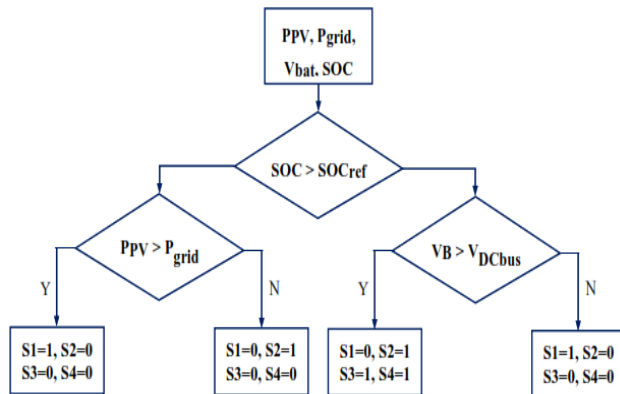 PPV, Pgrid,
Vbat, SOC
SOC > SOCref
PPV > Pgrid
VB > VDCbus
Y
N
Y
N
S1=1, S2=0
S3=0, S4=0
S1=0, S2=1
S3=0, S4=0
S1=0, S2=1
S3=1, S4=1
S1=1, S2=0
S3=0, S4=0